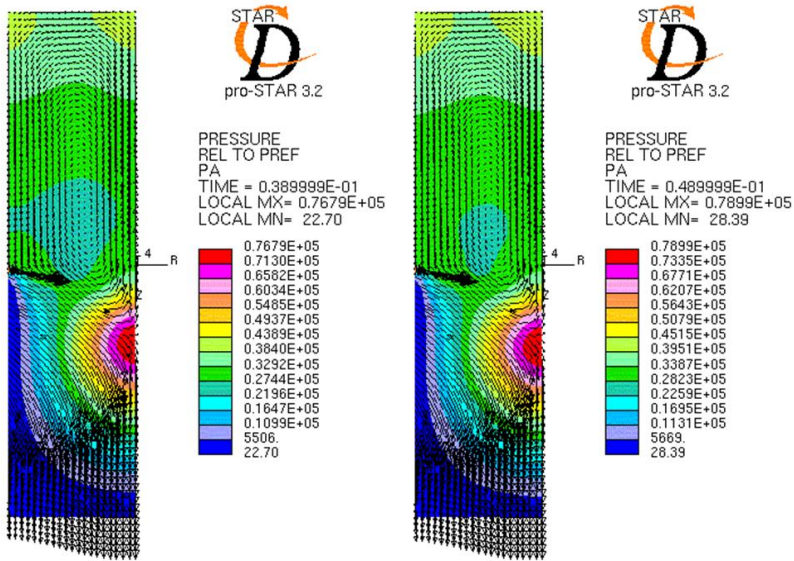 STAR
D
pro-STAR 3.2
PRESSURE
REL TO PREF
PA
TIME = 0.389999E-01
LOCAL MX= 0.7679E+05
LOCAL MN= 22.70
0.7679E+05
0.7130E+05
0.6582E+05
0.6034E+05
0.5485E+05
0.4937E+05
0.4389E+05
0.3840E+05
0.3292E+05
0.2744E+05
0.2196E+05
0.1647E+05
0.1099E+05
5506.
22.70
4
R
Z
STAR
D
pro-STAR 3.2
PRESSURE
REL TO PREF
PA
TIME = 0.489999E-01
LOCAL MX= 0.7899E+05
LOCAL MN= 28.39
0.7899E+05
0.7335E+05
0.6771E+05
0.6207E+05
0.5643E+05
0.5079E+05
0.4515E+05
0.3951E+05
0.3387E+05
0.2823E+05
0.2259E+05
0.1695E+05
0.1131E+05
5669.
28.39
4
R
Z